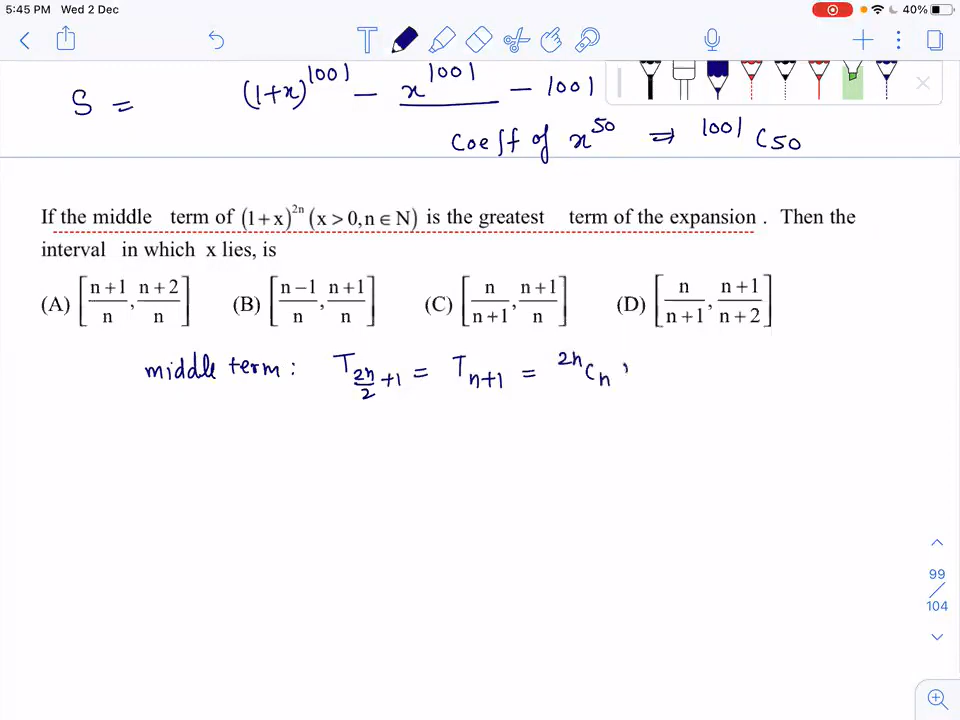 5:45 PM Wed 2 Dec
40%
S = (1+x)^1001 - x^1001 - 1001
coeff of x^50 ⇒ ^1001 C_50
If the middle term of (1+x)^2n (x > 0, n ∈ N) is the greatest term of the expansion . Then the
interval in which x lies, is
(A) [n+1/n, n+2/n] (B) [n−1/n, n+1/n] (C) [n/n+1, n+1/n] (D) [n/n+1, n+1/n+2]
middle term : T_(2n/2 +1) = T_(n+1) = ^2n C_n
99
/
104